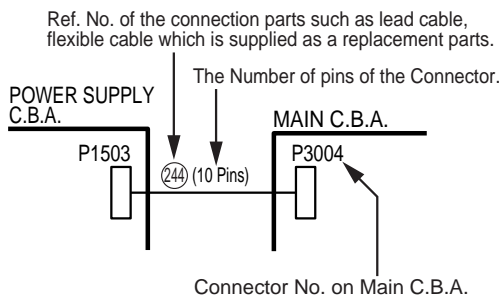 Ref. No. of the connection parts such as lead cable,
flexible cable which is supplied as a replacement parts.
The Number of pins of the Connector.
POWER SUPPLY
C.B.A.
MAIN C.B.A.
P1503
244 (10 Pins)
P3004
Connector No. on Main C.B.A.